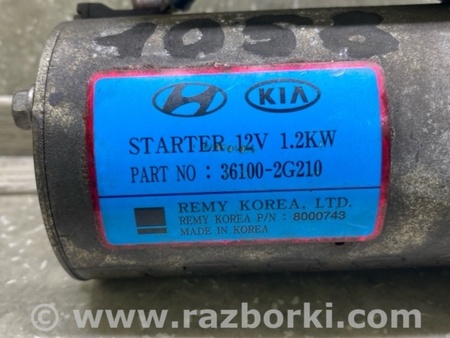 1058
KIA
STARTER 12V 1.2KW
PART NO : 36100-2G210
REMY KOREA, LTD.
REMY KOREA P/N : 8000743
MADE IN KOREA
www.razborki.com